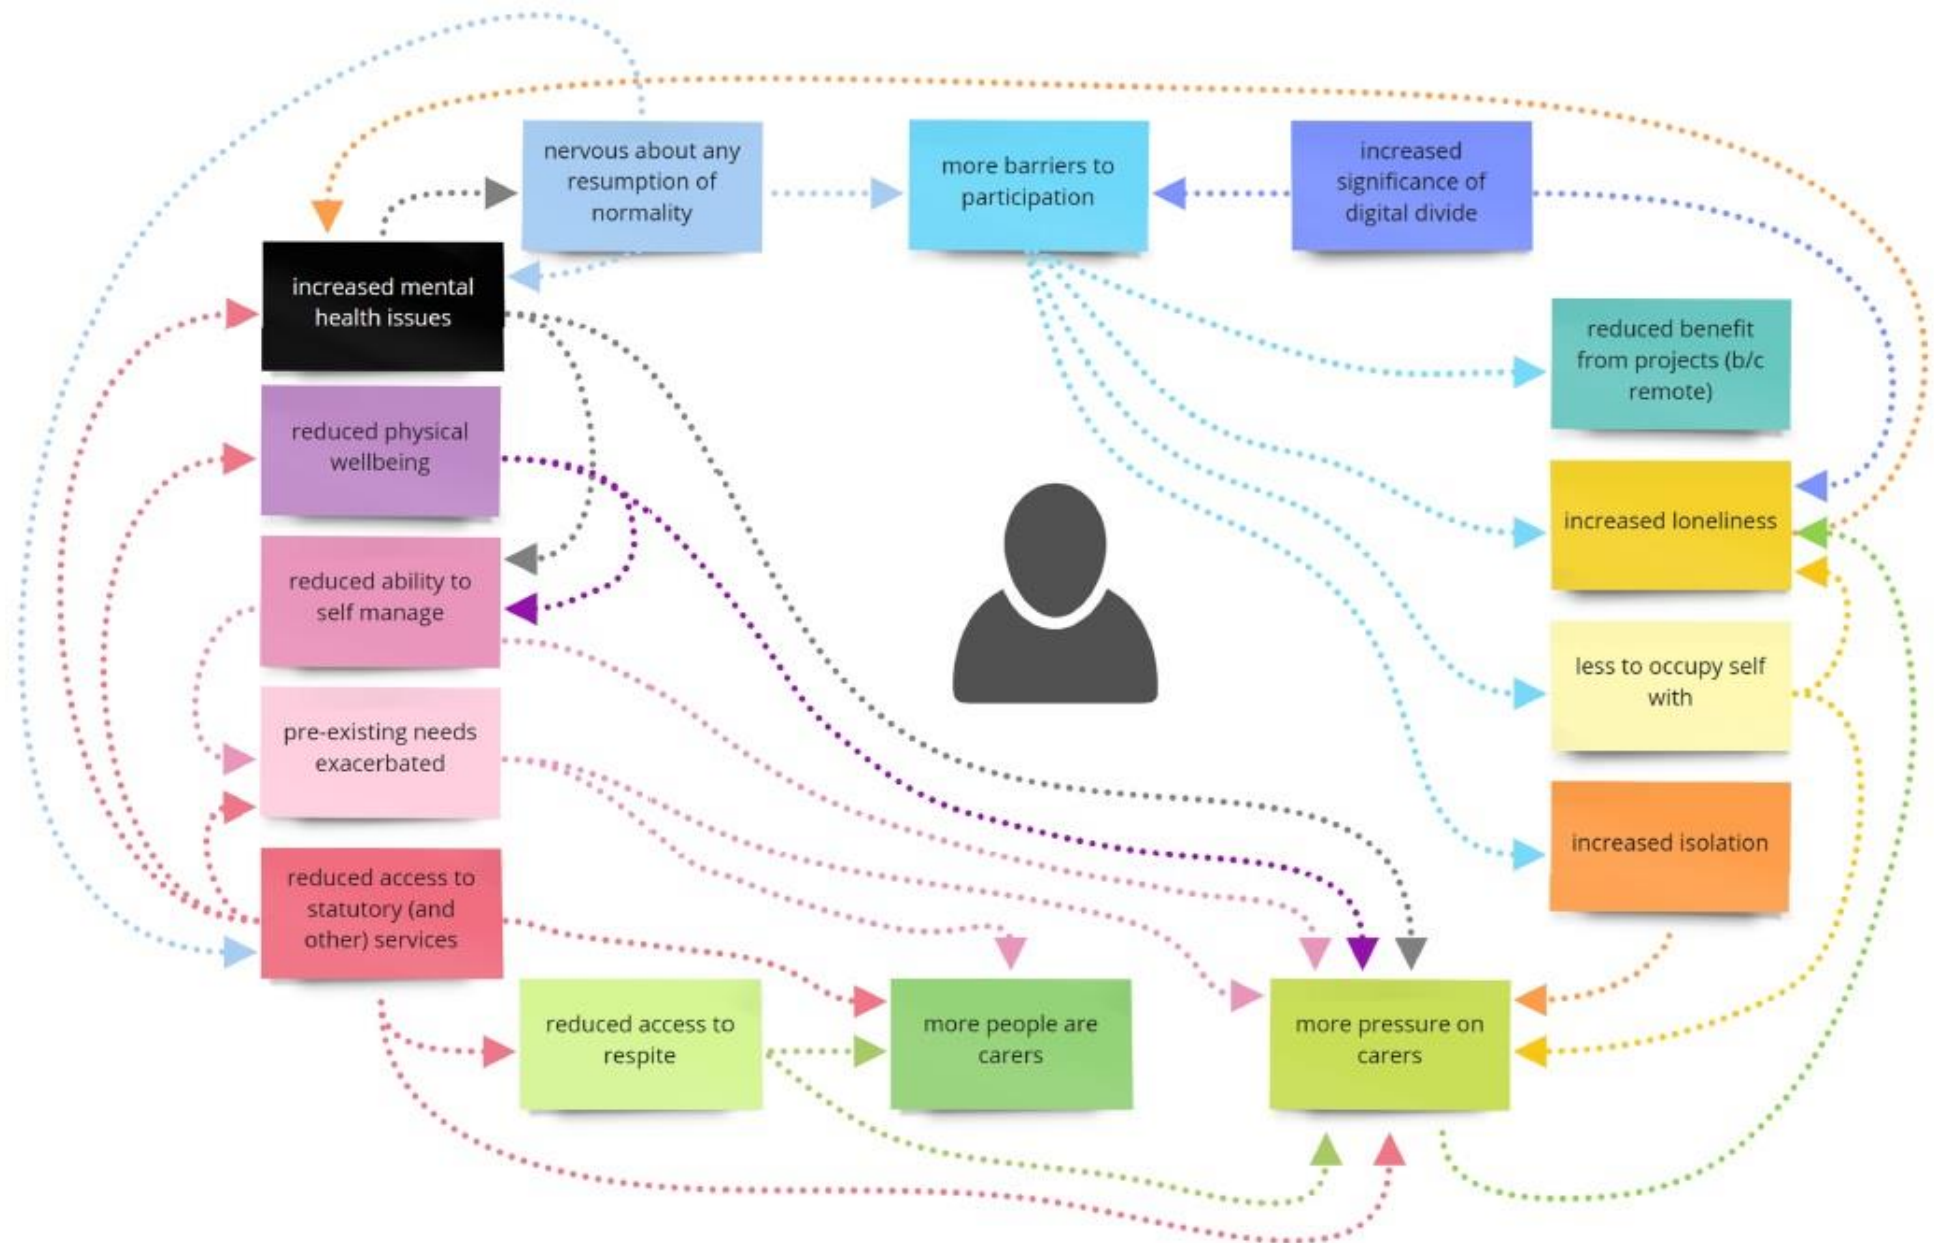 nervous about any
resumption of
normality
more barriers to
participation
increased
significance of
digital divide
increased mental
health issues
reduced benefit
from projects (b/c
remote)
reduced physical
wellbeing
increased loneliness
reduced ability to
self manage
less to occupy self
with
pre-existing needs
exacerbated
increased isolation
reduced access to
statutory (and
other) services
reduced access to
respite
more people are
carers
more pressure on
carers